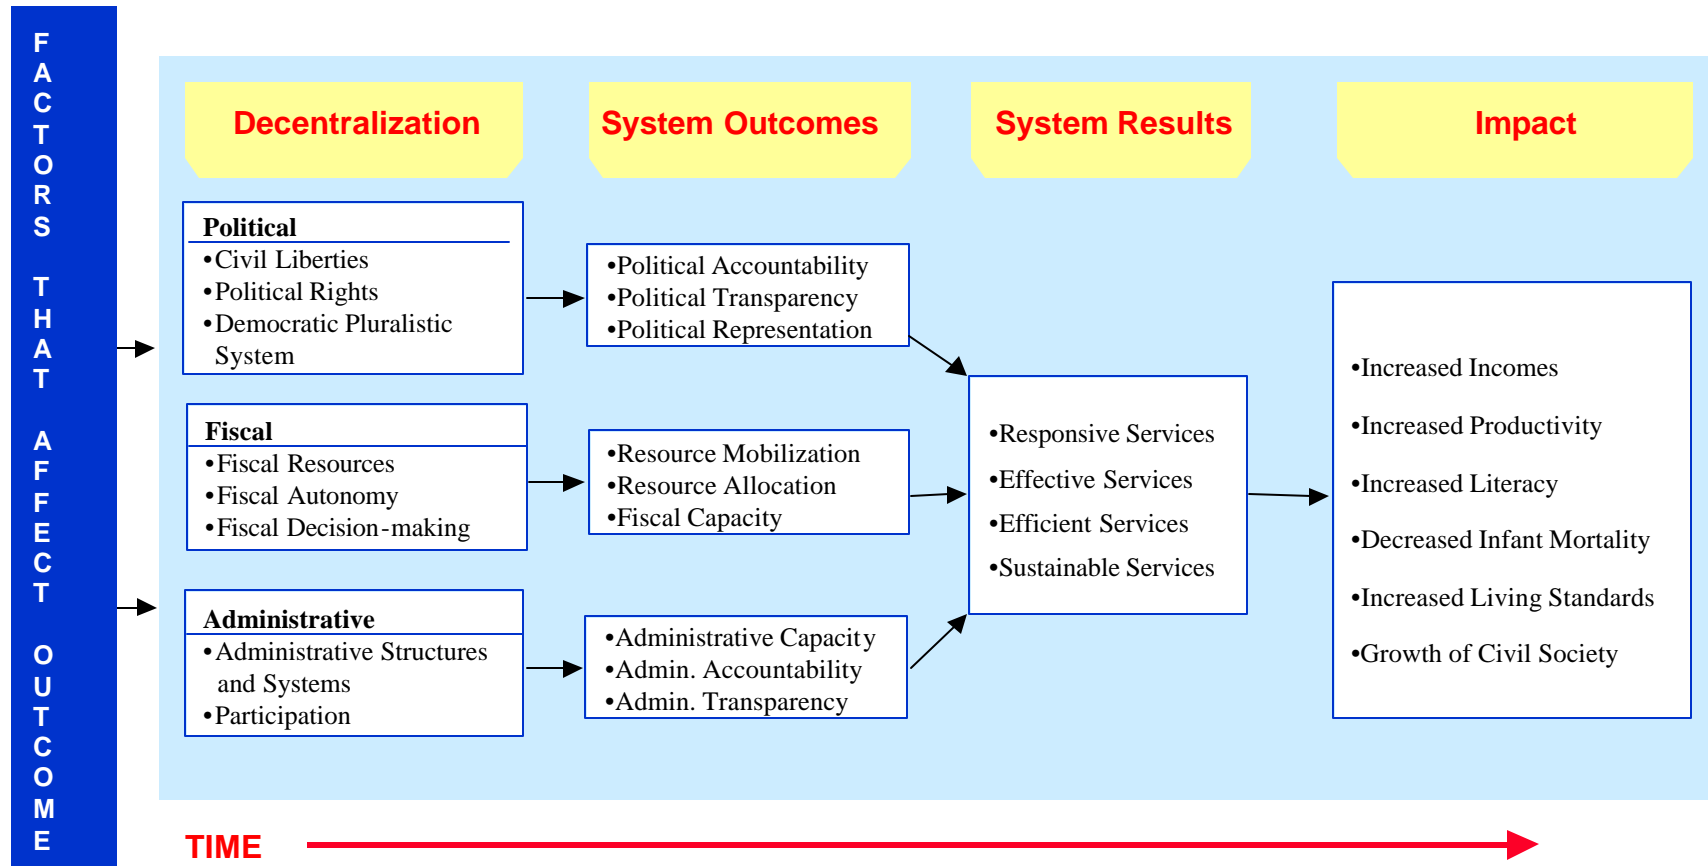 FACTORS THAT AFFECT OUTCOME
Decentralization
System Outcomes
System Results
Impact
Political
•Civil Liberties
•Political Rights
•Democratic Pluralistic
System
•Political Accountability
•Political Transparency
•Political Representation
Fiscal
•Fiscal Resources
•Fiscal Autonomy
•Fiscal Decision-making
•Resource Mobilization
•Resource Allocation
•Fiscal Capacity
Administrative
•Administrative Structures
and Systems
•Participation
•Administrative Capacity
•Admin. Accountability
•Admin. Transparency
•Responsive Services
•Effective Services
•Efficient Services
•Sustainable Services
•Increased Incomes
•Increased Productivity
•Increased Literacy
•Decreased Infant Mortality
•Increased Living Standards
•Growth of Civil Society
TIME